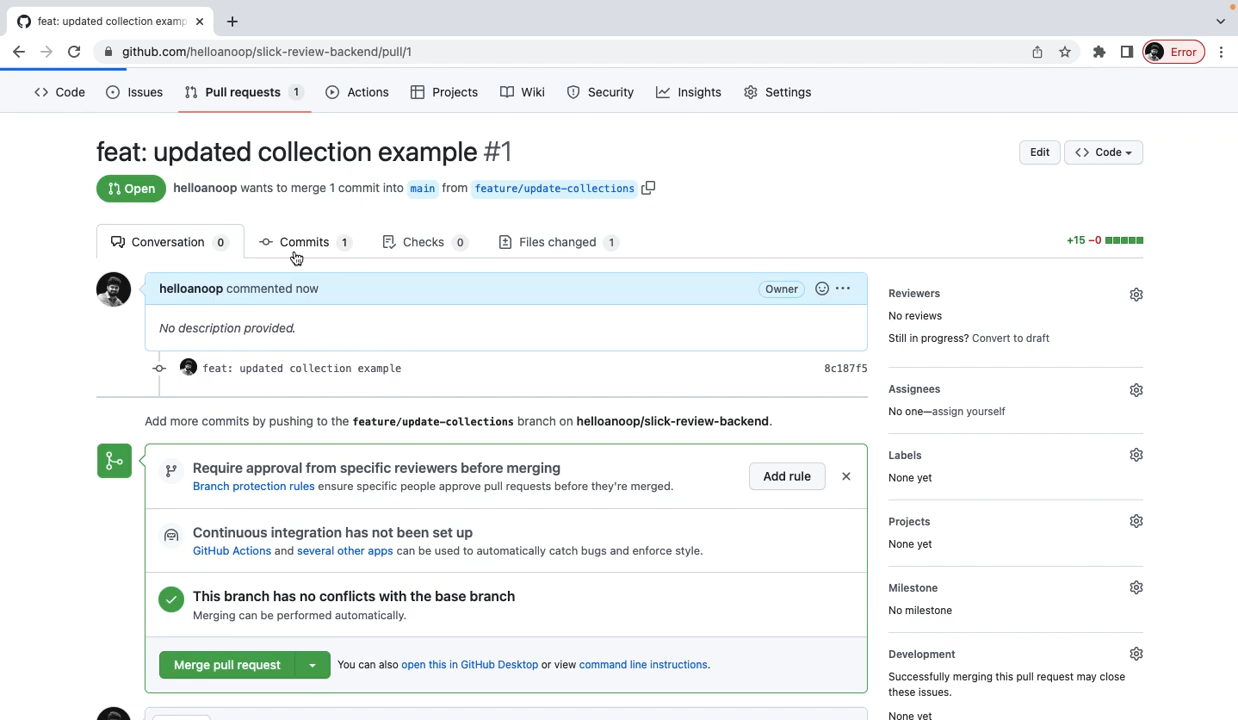 feat: updated collection examp
github.com/helloanoop/slick-review-backend/pull/1
Error
Code
Issues
Pull requests 1
Actions
Projects
Wiki
Security
Insights
Settings
feat: updated collection example #1
Edit
Code
Open
helloanoop wants to merge 1 commit into main from feature/update-collections
Conversation 0
Commits 1
Checks 0
Files changed 1
+15 −0
helloanoop commented now
Owner
No description provided.
feat: updated collection example
8c187f5
Add more commits by pushing to the feature/update-collections branch on helloanoop/slick-review-backend.
Require approval from specific reviewers before merging
Branch protection rules ensure specific people approve pull requests before they're merged.
Add rule
Continuous integration has not been set up
GitHub Actions and several other apps can be used to automatically catch bugs and enforce style.
This branch has no conflicts with the base branch
Merging can be performed automatically.
Merge pull request
You can also open this in GitHub Desktop or view command line instructions.
Reviewers
No reviews
Still in progress? Convert to draft
Assignees
No one—assign yourself
Labels
None yet
Projects
None yet
Milestone
No milestone
Development
Successfully merging this pull request may close
these issues.
None yet